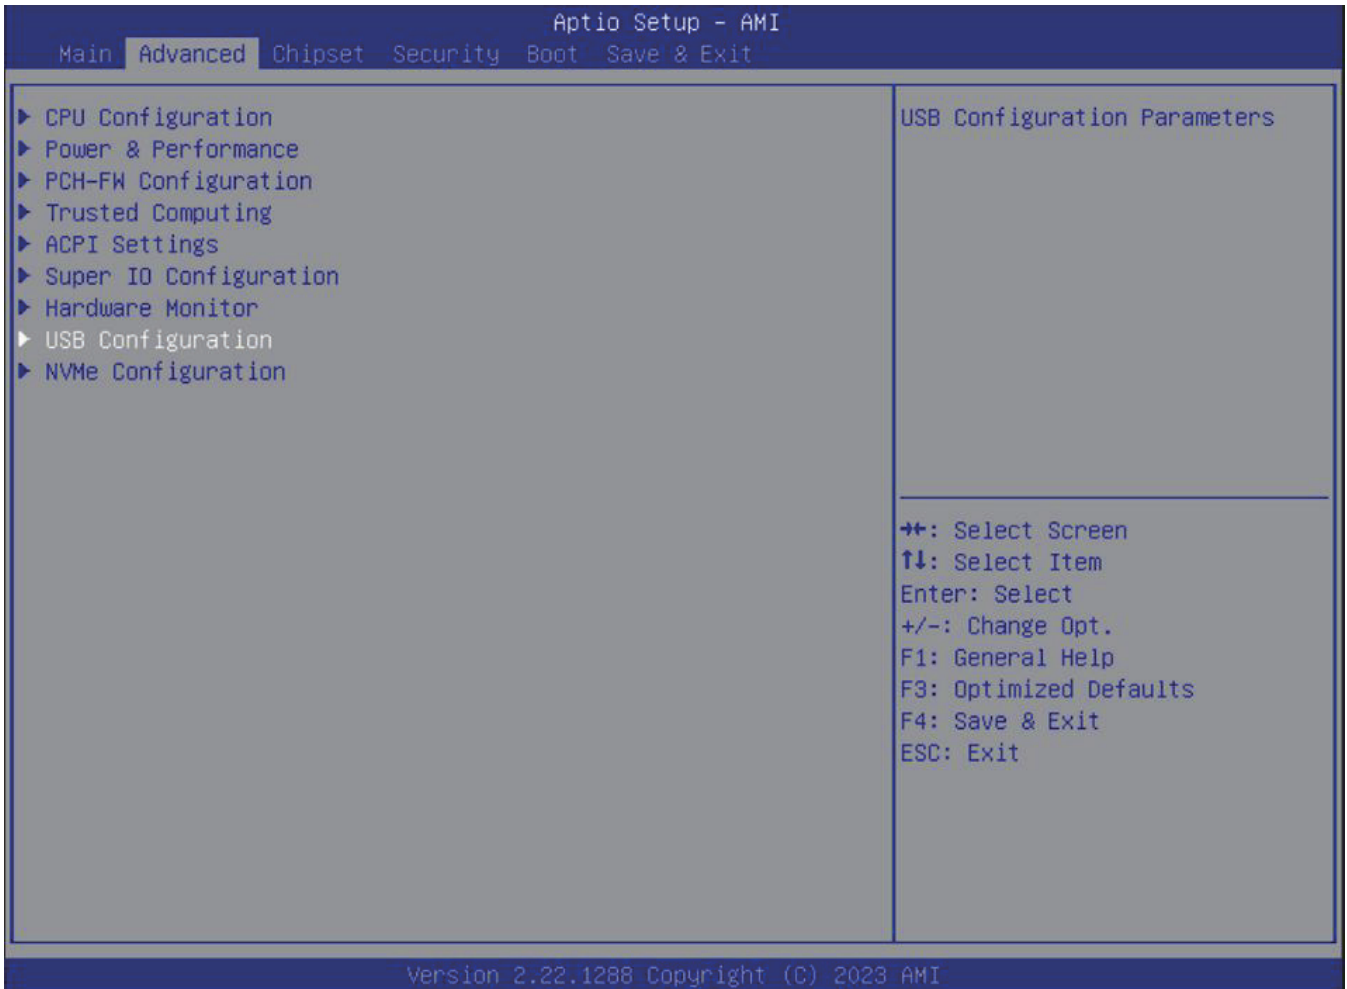 Aptio Setup - AMI
Main Advanced Chipset Security Boot Save & Exit
▶ CPU Configuration
▶ Power & Performance
▶ PCH-FW Configuration
▶ Trusted Computing
▶ ACPI Settings
▶ Super IO Configuration
▶ Hardware Monitor
▶ USB Configuration
▶ NVMe Configuration
USB Configuration Parameters
→←: Select Screen
↑↓: Select Item
Enter: Select
+/-: Change Opt.
F1: General Help
F3: Optimized Defaults
F4: Save & Exit
ESC: Exit
Version 2.22.1288 Copyright (C) 2023 AMI